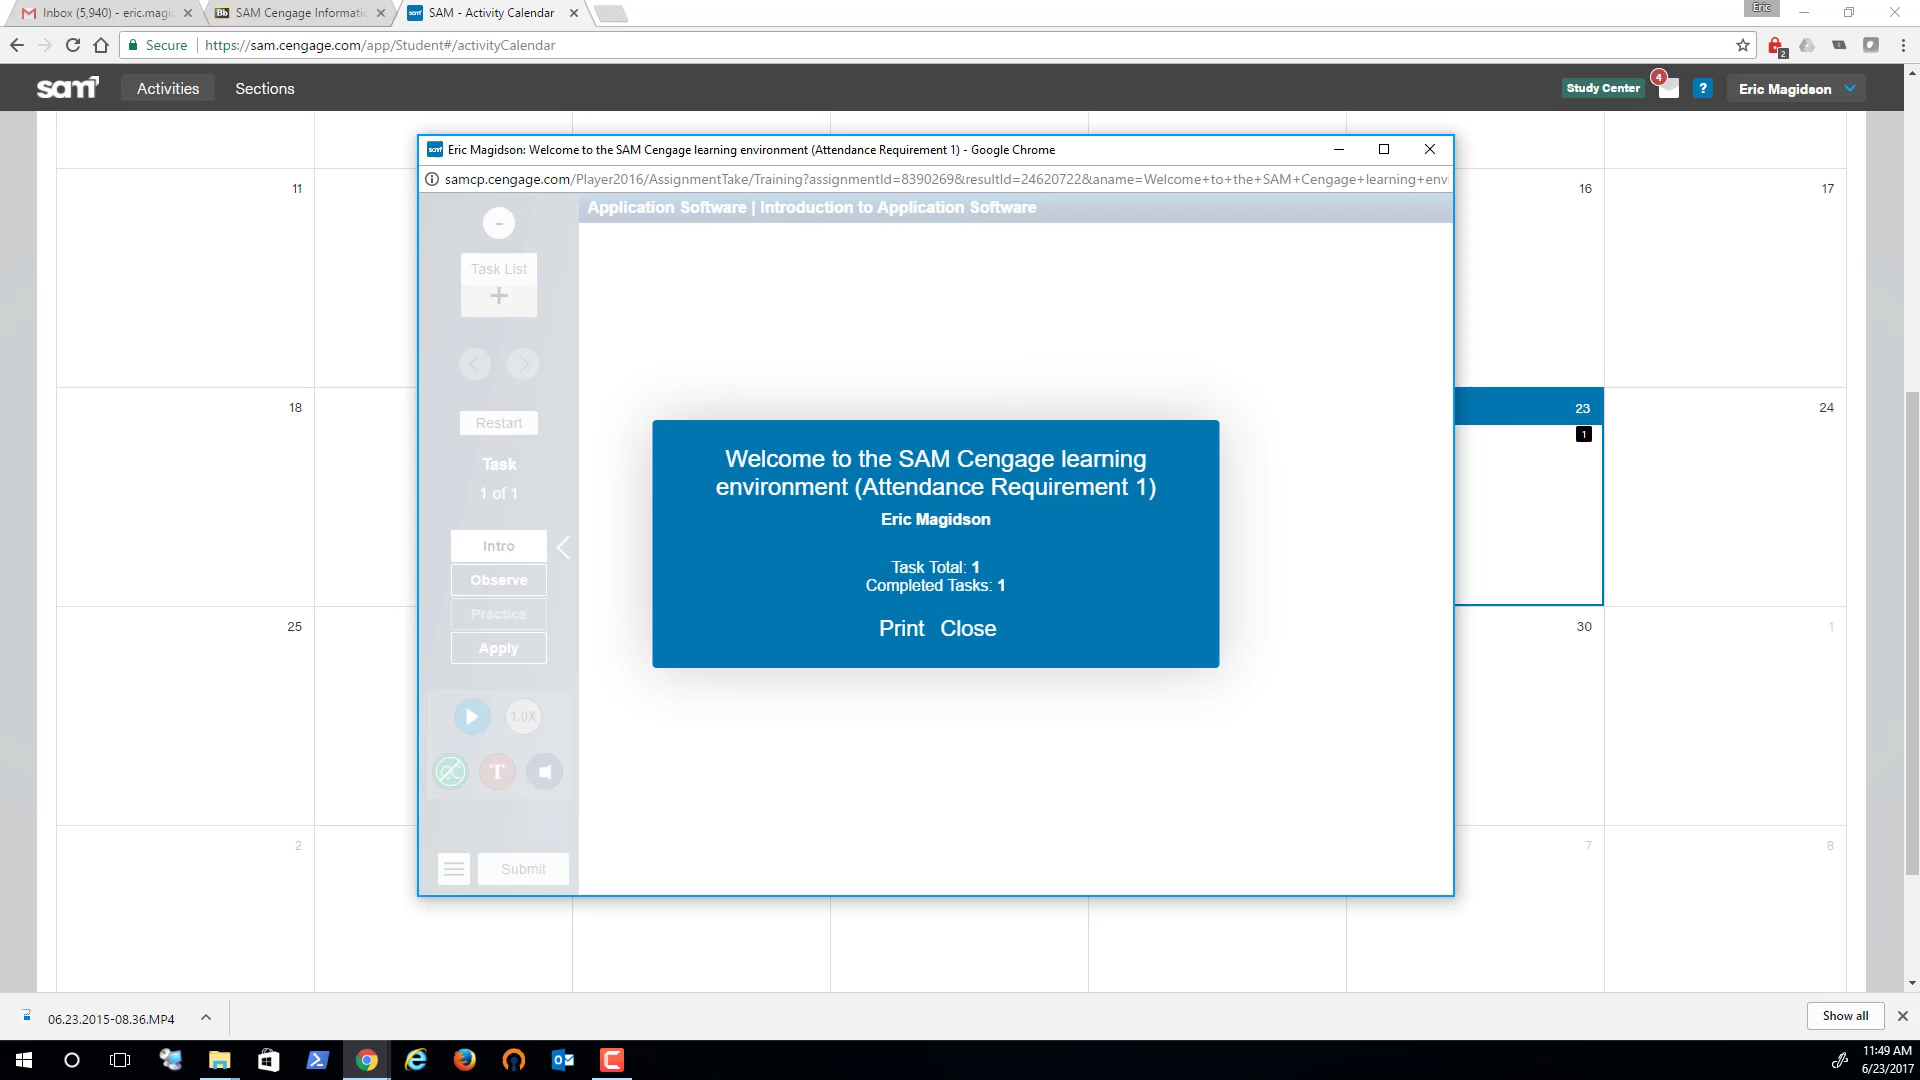 Inbox (5,940) - eric.magi
SAM Cengage Informati
SAM - Activity Calendar
Eric
Secure
https://sam.cengage.com/app/Student#/activityCalendar
2
sam
Activities
Sections
Study Center
4
?
Eric Magidson
Eric Magidson: Welcome to the SAM Cengage learning environment (Attendance Requirement 1) - Google Chrome
samcp.cengage.com/Player2016/AssignmentTake/Training?assignmentId=8390269&resultId=24620722&aname=Welcome+to+the+SAM+Cengage+learning+envi
Application Software | Introduction to Application Software
Task List
+
Restart
Task
1 of 1
Intro
Observe
Practice
Apply
1.0X
CC
T
Submit
Welcome to the SAM Cengage learning
environment (Attendance Requirement 1)
Eric Magidson
Task Total: 1
Completed Tasks: 1
Print Close
11
16
17
18
23
1
24
25
30
1
2
7
8
06.23.2015-08.36.MP4
Show all
11:49 AM
6/23/2017